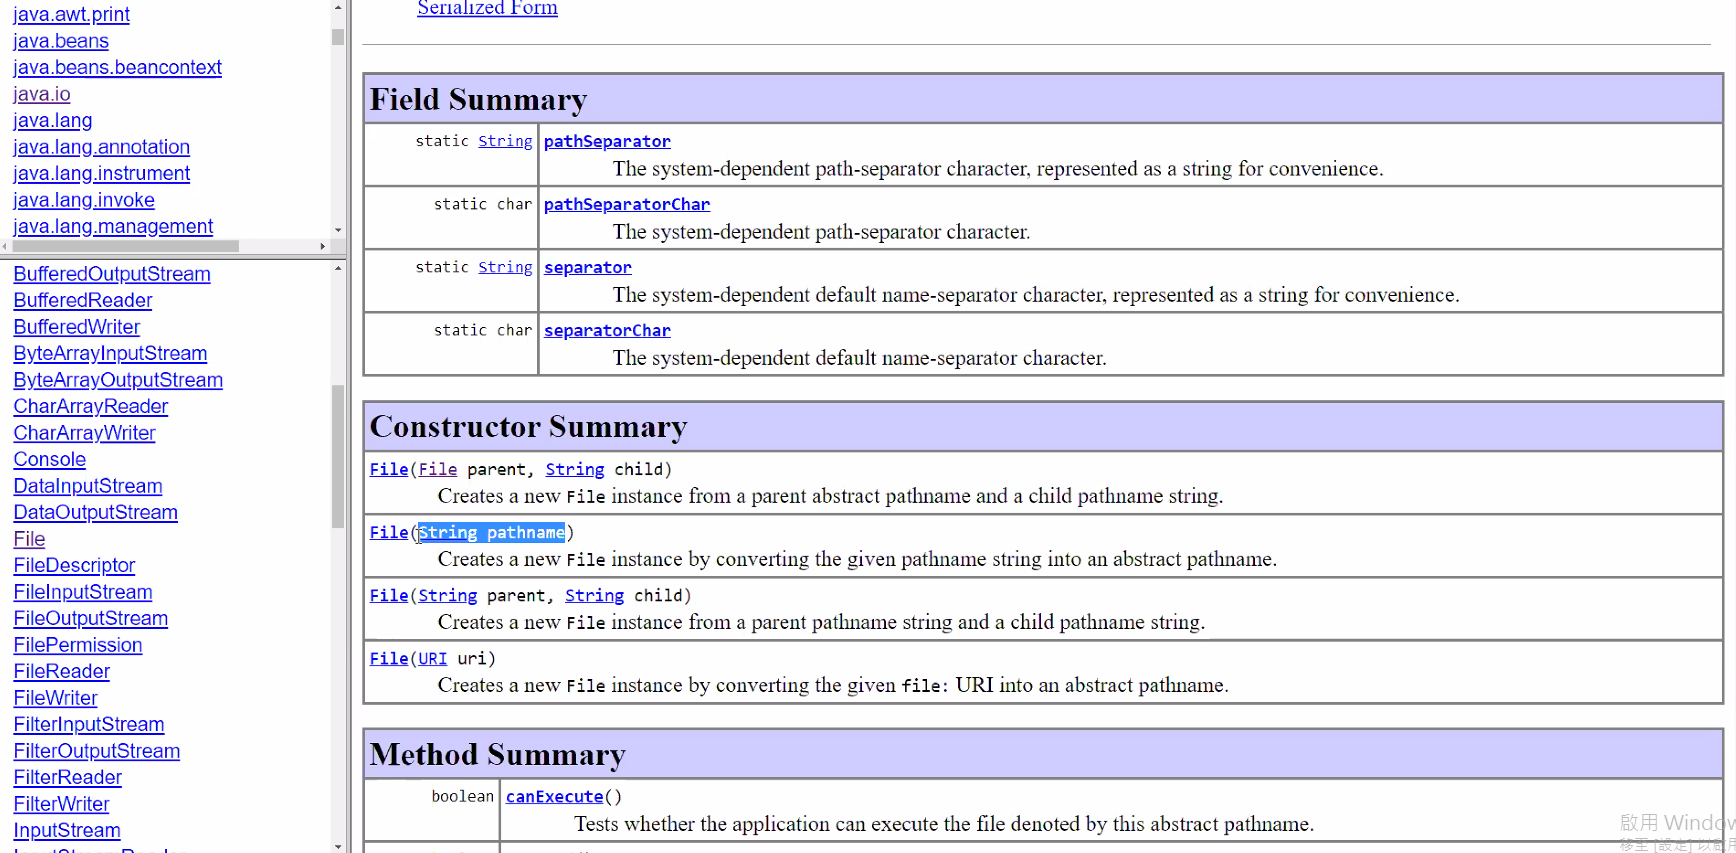 java.awt.print
java.beans
java.beans.beancontext
java.io
java.lang
java.lang.annotation
java.lang.instrument
java.lang.invoke
java.lang.management
BufferedOutputStream
BufferedReader
BufferedWriter
ByteArrayInputStream
ByteArrayOutputStream
CharArrayReader
CharArrayWriter
Console
DataInputStream
DataOutputStream
File
FileDescriptor
FileInputStream
FileOutputStream
FilePermission
FileReader
FileWriter
FilterInputStream
FilterOutputStream
FilterReader
FilterWriter
InputStream
Serialized Form
Field Summary
static String pathSeparator
The system-dependent path-separator character, represented as a string for convenience.
static char pathSeparatorChar
The system-dependent path-separator character.
static String separator
The system-dependent default name-separator character, represented as a string for convenience.
static char separatorChar
The system-dependent default name-separator character.
Constructor Summary
File(File parent, String child)
Creates a new File instance from a parent abstract pathname and a child pathname string.
File(String pathname)
Creates a new File instance by converting the given pathname string into an abstract pathname.
File(String parent, String child)
Creates a new File instance from a parent pathname string and a child pathname string.
File(URI uri)
Creates a new File instance by converting the given file: URI into an abstract pathname.
Method Summary
boolean canExecute()
Tests whether the application can execute the file denoted by this abstract pathname.
啟用 Window
移至 [設定] 以啟用